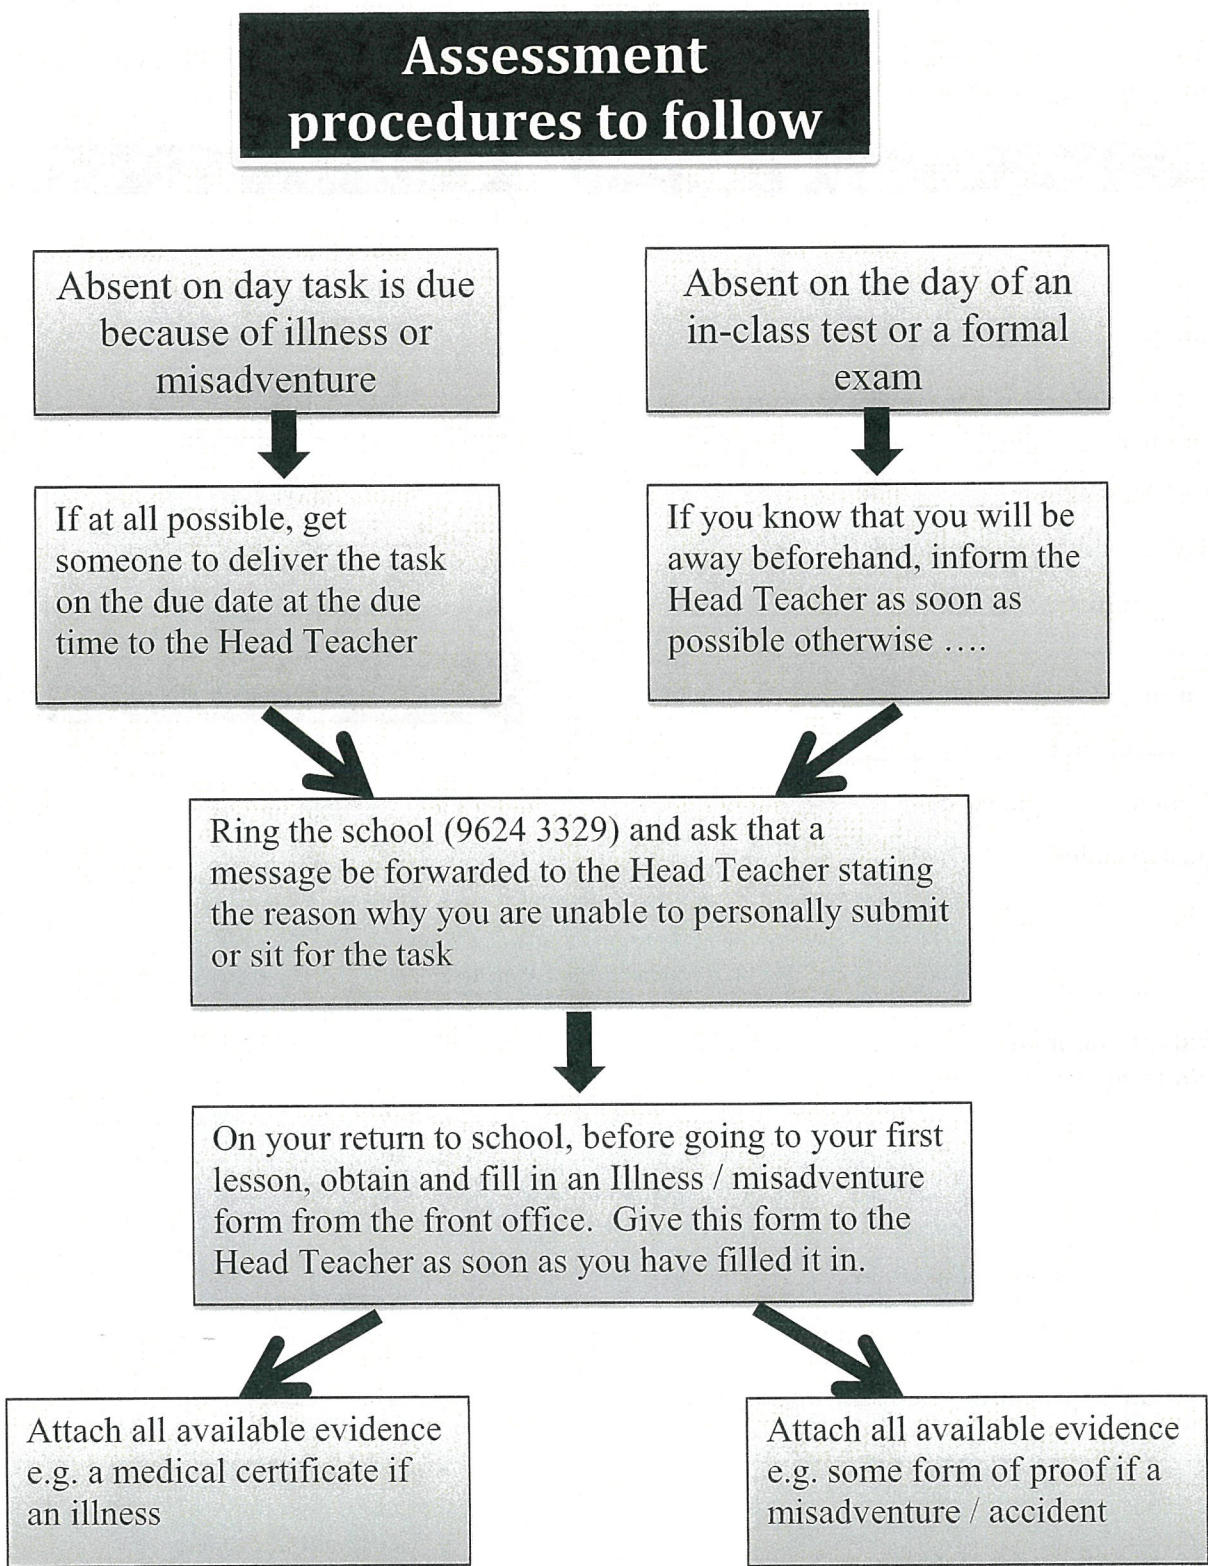 Assessment
procedures to follow
Absent on day task is due
because of illness or
misadventure
Absent on the day of an
in-class test or a formal
exam
If at all possible, get
someone to deliver the task
on the due date at the due
time to the Head Teacher
If you know that you will be
away beforehand, inform the
Head Teacher as soon as
possible otherwise ....
Ring the school (9624 3329) and ask that a
message be forwarded to the Head Teacher stating
the reason why you are unable to personally submit
or sit for the task
On your return to school, before going to your first
lesson, obtain and fill in an Illness / misadventure
form from the front office.  Give this form to the
Head Teacher as soon as you have filled it in.
Attach all available evidence
e.g. a medical certificate if
an illness
Attach all available evidence
e.g. some form of proof if a
misadventure / accident